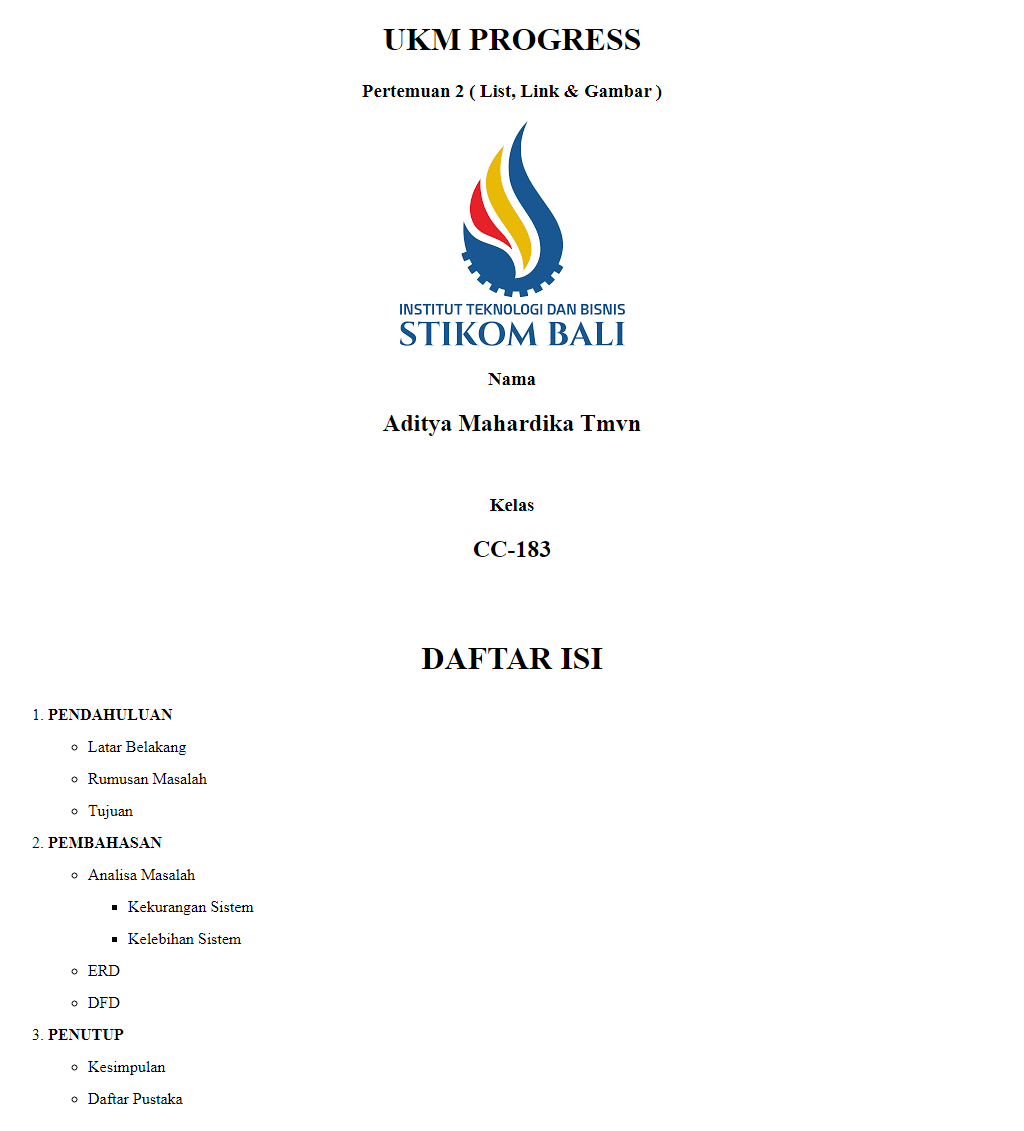 UKM PROGRESS
Pertemuan 2 ( List, Link & Gambar )
INSTITUT TEKNOLOGI DAN BISNIS
STIKOM BALI
Nama
Aditya Mahardika Tmvn
Kelas
CC-183
DAFTAR ISI
1. PENDAHULUAN
Latar Belakang
Rumusan Masalah
Tujuan
2. PEMBAHASAN
Analisa Masalah
Kekurangan Sistem
Kelebihan Sistem
ERD
DFD
3. PENUTUP
Kesimpulan
Daftar Pustaka